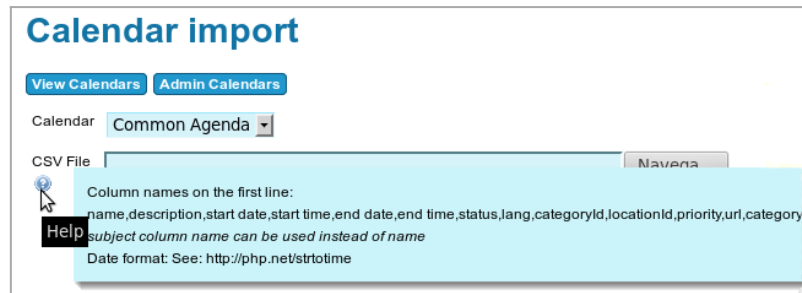 Calendar import
View Calendars Admin Calendars
Calendar Common Agenda
CSV File Navega...
Column names on the first line:
name,description,start date,start time,end date,end time,status,lang,categoryId,locationId,priority,url,category
Help
subject column name can be used instead of name
Date format: See: http://php.net/strtotime